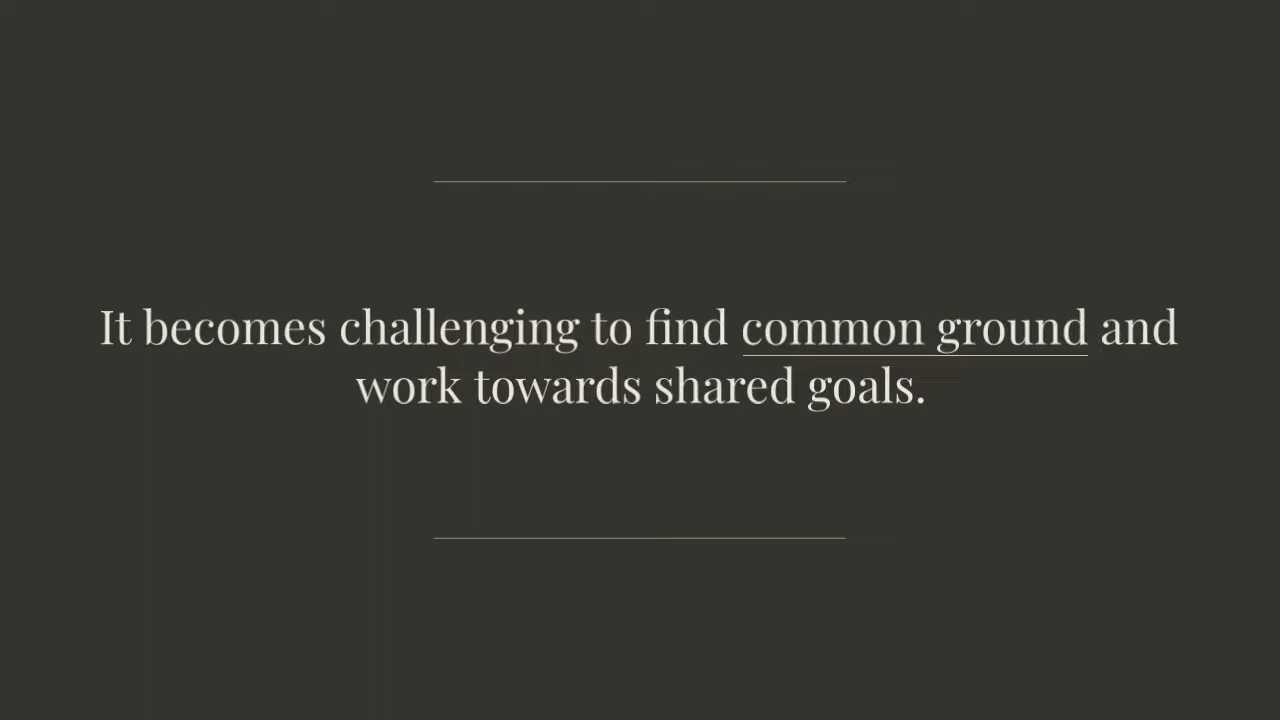 It becomes challenging to find common ground and
work towards shared goals.